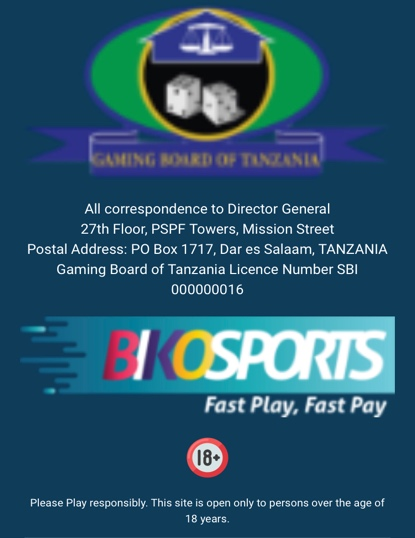 GAMING BOARD OF TANZANIA
All correspondence to Director General
27th Floor, PSPF Towers, Mission Street
Postal Address: PO Box 1717, Dar es Salaam, TANZANIA
Gaming Board of Tanzania Licence Number SBI
000000016
BIKOSPORTS
Fast Play, Fast Pay
18+
Please Play responsibly. This site is open only to persons over the age of
18 years.